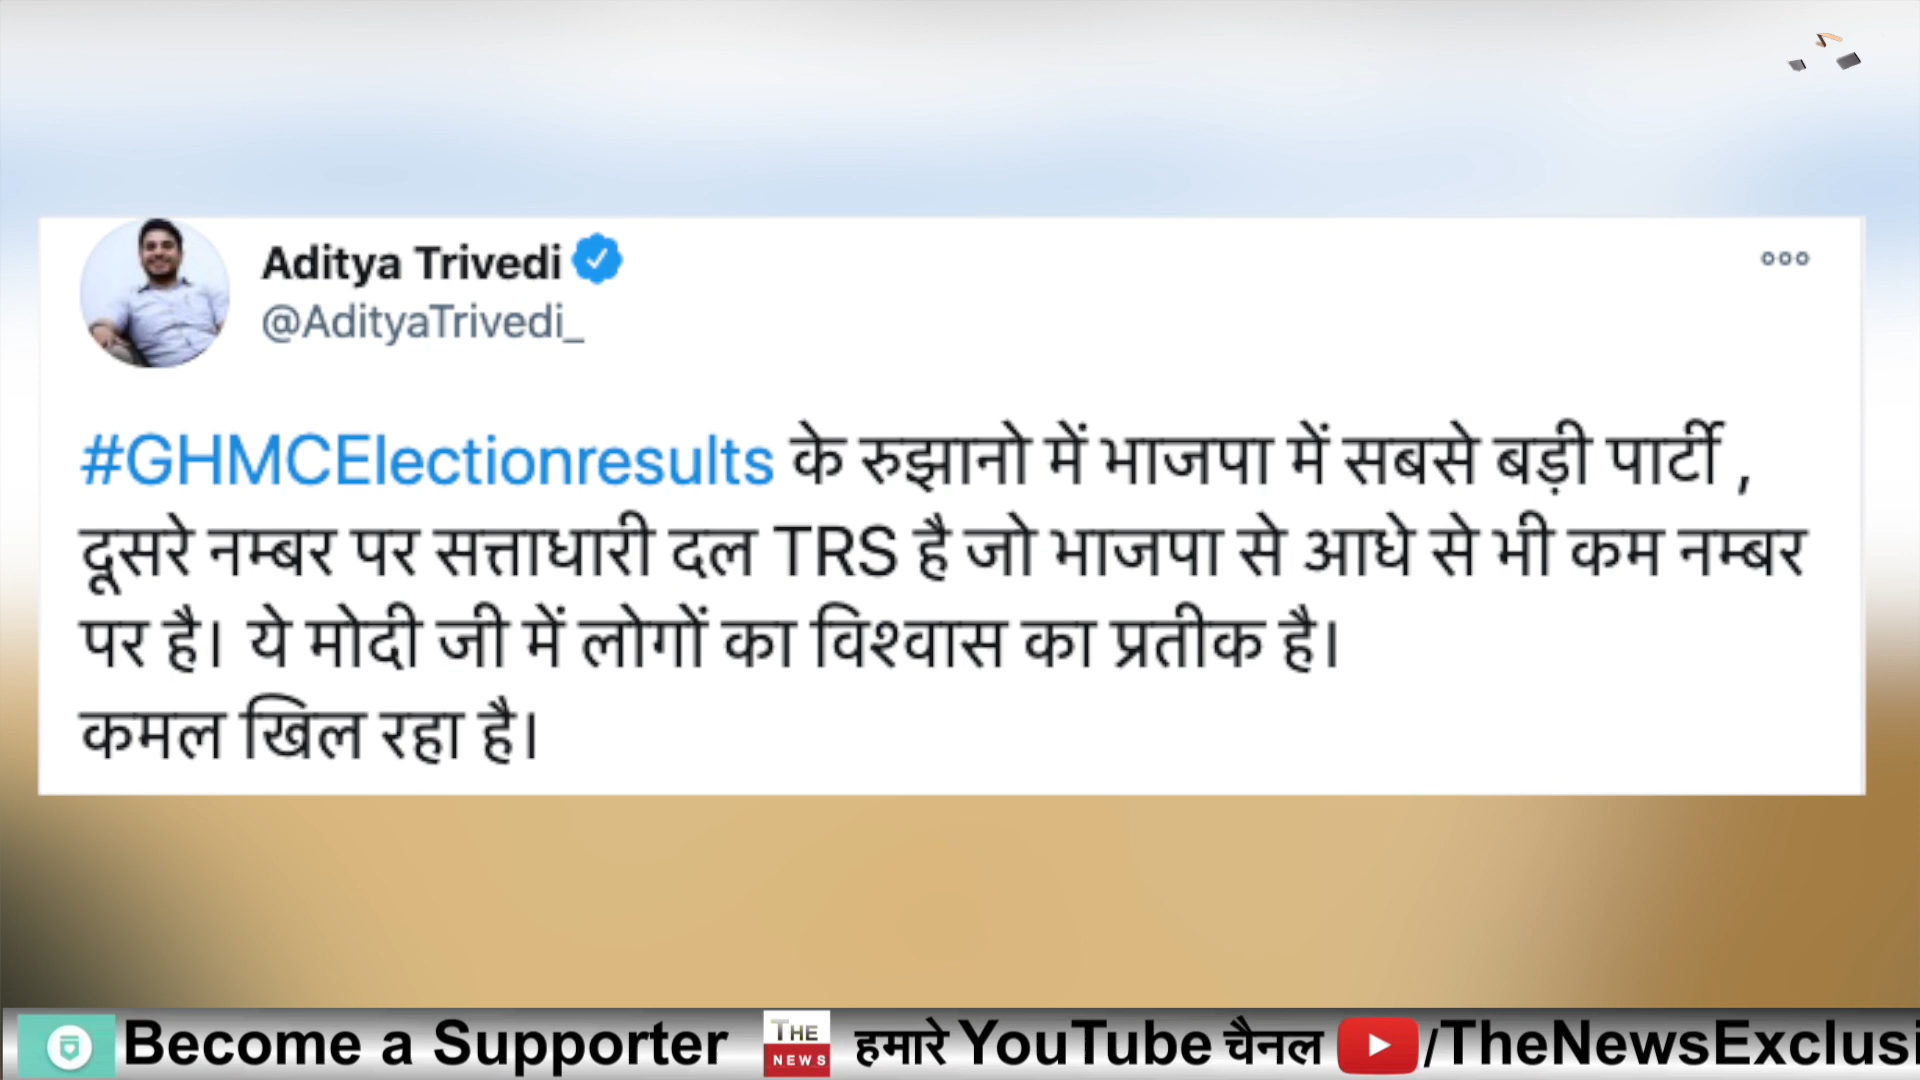 Aditya Trivedi
@AdityaTrivedi_
#GHMCElectionresults के रुझानो में भाजपा में सबसे बड़ी पार्टी ,
दूसरे नम्बर पर सत्ताधारी दल TRS है जो भाजपा से आधे से भी कम नम्बर
पर है। ये मोदी जी में लोगों का विश्वास का प्रतीक है।
कमल खिल रहा है।
Become a Supporter THE NEWS हमारे YouTube चैनल /TheNewsExclusi